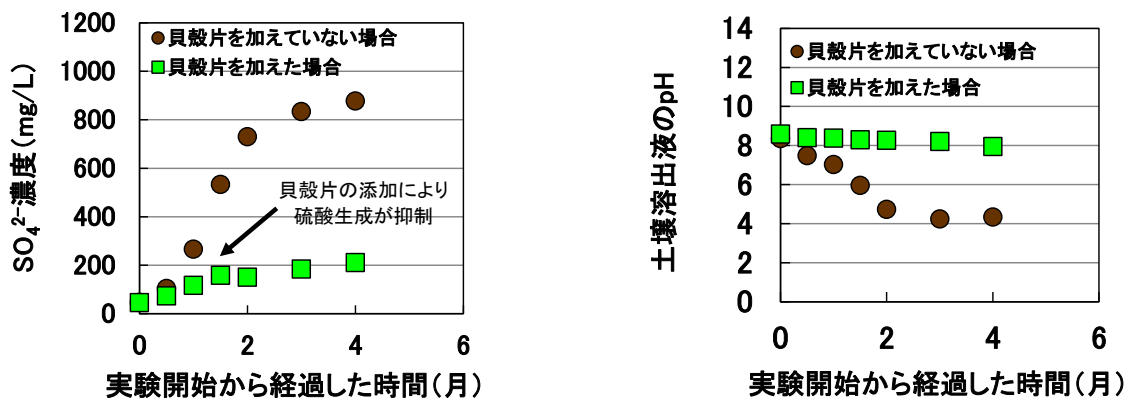 1200
1000
800
600
400
200
0
0 2 4 6
SO₄²⁻濃度(mg/L)
実験開始から経過した時間(月)
貝殻片を加えていない場合
貝殻片を加えた場合
貝殻片の添加により
硫酸生成が抑制
14
12
10
8
6
4
2
0
0 2 4 6
土壌溶出液のpH
実験開始から経過した時間(月)
貝殻片を加えていない場合
貝殻片を加えた場合